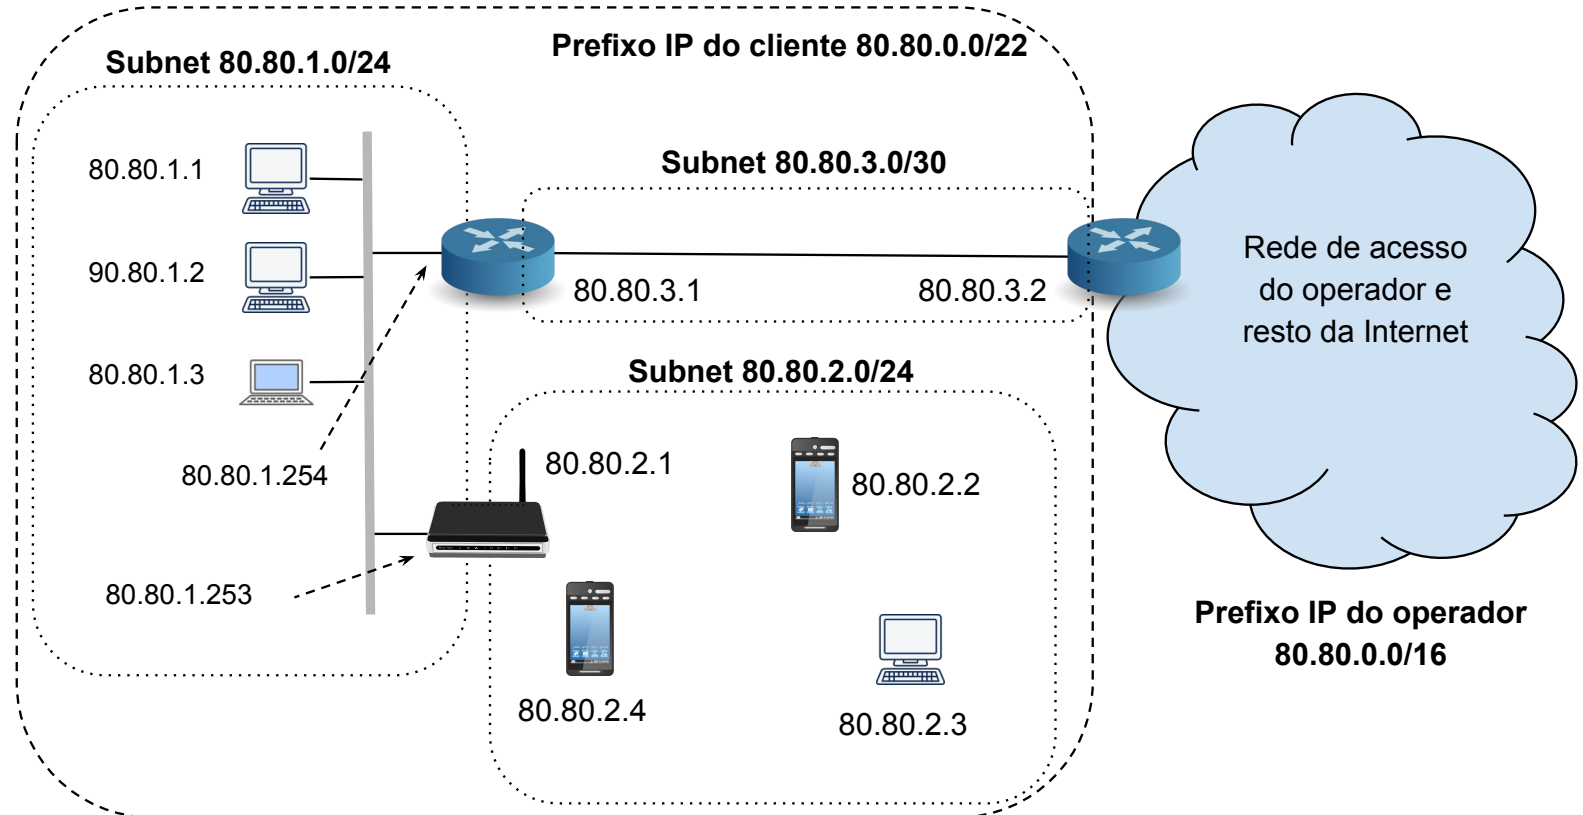 Prefixo IP do cliente 80.80.0.0/22
Subnet 80.80.1.0/24
80.80.1.1
90.80.1.2
80.80.1.3
80.80.1.254
80.80.1.253
Subnet 80.80.3.0/30
80.80.3.1
80.80.3.2
Subnet 80.80.2.0/24
80.80.2.1
80.80.2.2
80.80.2.4
80.80.2.3
Rede de acesso
do operador e
resto da Internet
Prefixo IP do operador
80.80.0.0/16